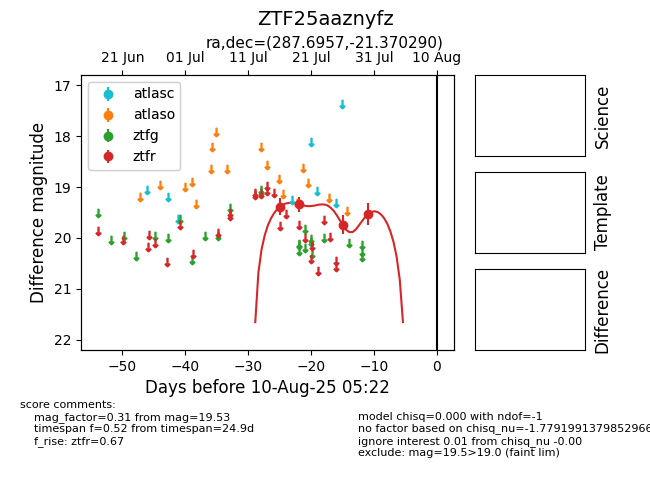 ZTF25aaznyfz
ra,dec=(287.6957,-21.370290)
21 Jun 01 Jul 11 Jul 21 Jul 31 Jul 10 Aug
atlasc
atlaso
ztfg
ztfr
17
18
19
20
21
22
Difference magnitude
−50 −40 −30 −20 −10 0
Days before 10-Aug-25 05:22
Science
Template
Difference
score comments:
mag_factor=0.31 from mag=19.53
timespan f=0.52 from timespan=24.9d
f_rise: ztfr=0.67
model chisq=0.000 with ndof=-1
no factor based on chisq_nu=-1.7791991379852966
ignore interest 0.01 from chisq_nu -0.00
exclude: mag=19.5>19.0 (faint lim)